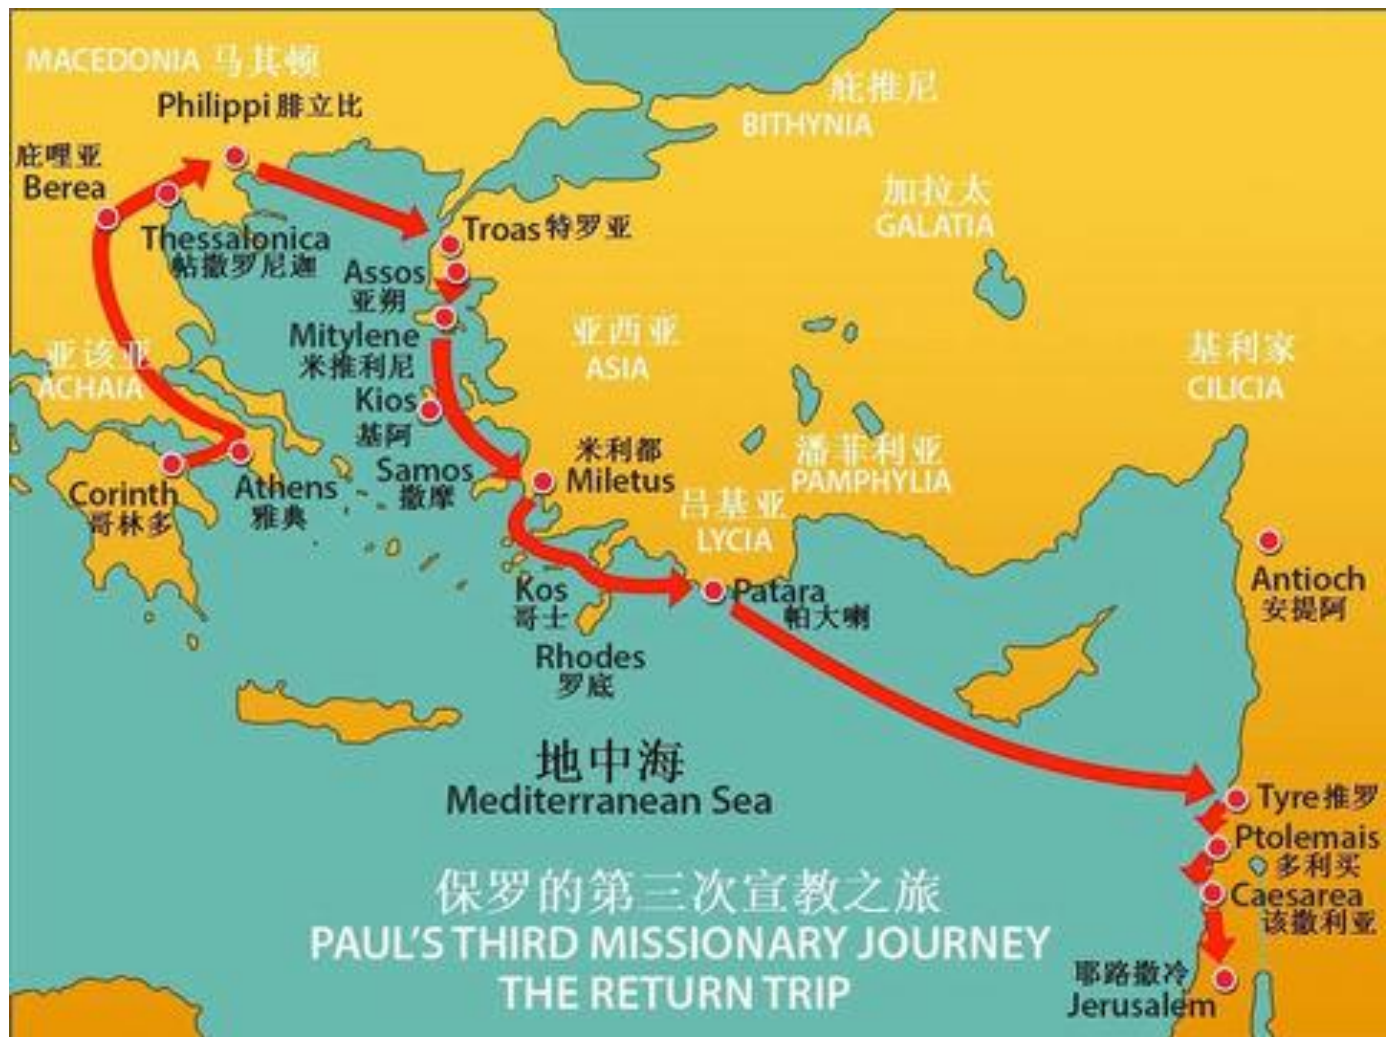 MACEDONIA 马其顿
Philippi 腓立比
庇推尼
BITHYNIA
庇哩亚
Berea
加拉太
GALATIA
Thessalonica
帖撒罗尼迦
Troas 特罗亚
Assos
亚朔
Mitylene
米推利尼
亚西亚
ASIA
基利家
CILICIA
亚该亚
ACHAIA
Kios
基阿
米利都
Miletus
潘菲利亚
PAMPHYLIA
Samos
撒摩
Corinth
哥林多
Athens
雅典
吕基亚
LYCIA
Antioch
安提阿
Kos
哥士
Patara
帕大喇
Rhodes
罗底
地中海
Mediterranean Sea
Tyre 推罗
Ptolemais
多利买
Caesarea
该撒利亚
耶路撒冷
Jerusalem
保罗的第三次宣教之旅
PAUL'S THIRD MISSIONARY JOURNEY
THE RETURN TRIP